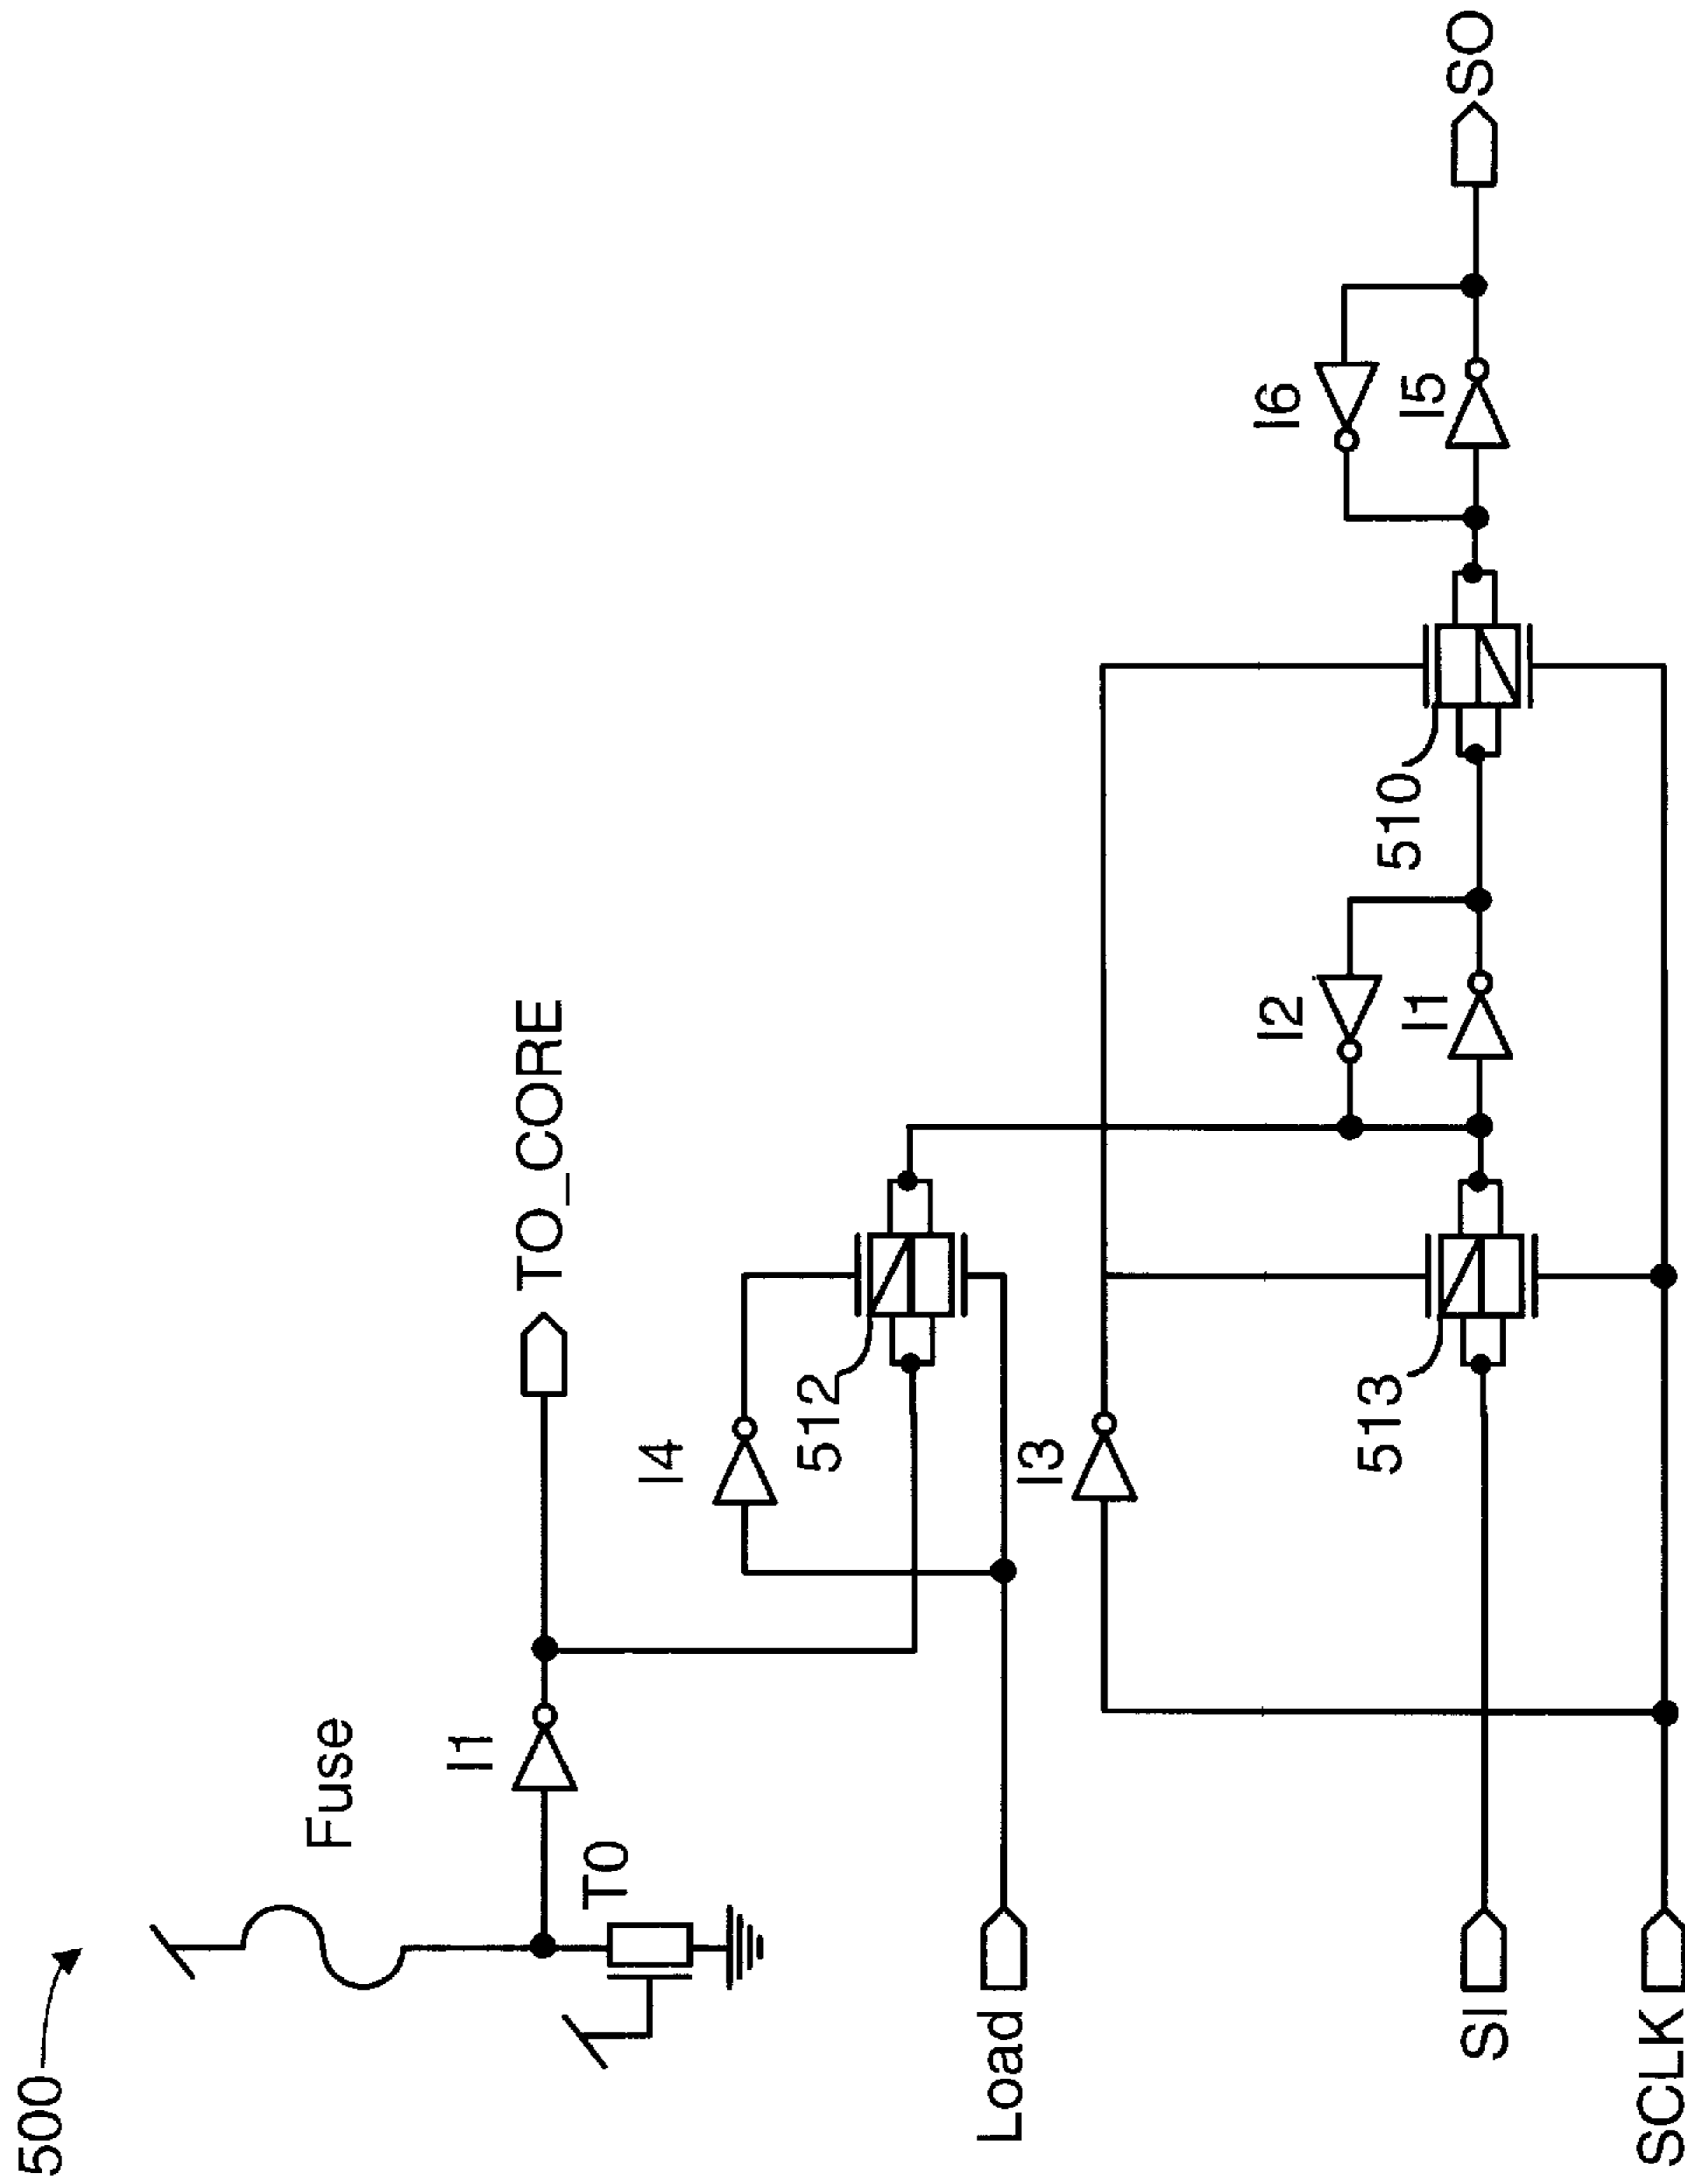 500
Fuse
I1
TO_CORE
T0
I4
512
Load
I3
I2
I6
I1
I5
510
513
SI
SO
SCLK